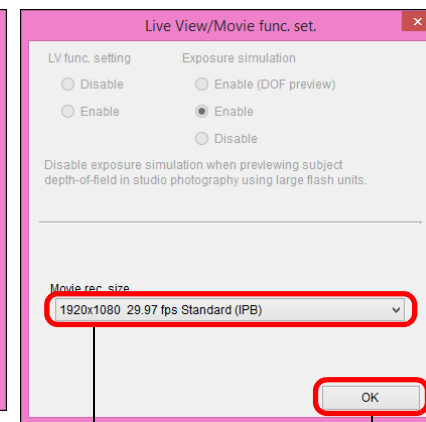 Live View/Movie func. set.
LV func. setting
Exposure simulation
Disable
Enable (DOF preview)
Enable
Enable
Disable
Disable exposure simulation when previewing subject
depth-of-field in studio photography using large flash units.
Movie rec. size
1920x1080 29.97 fps Standard (IPB)
OK